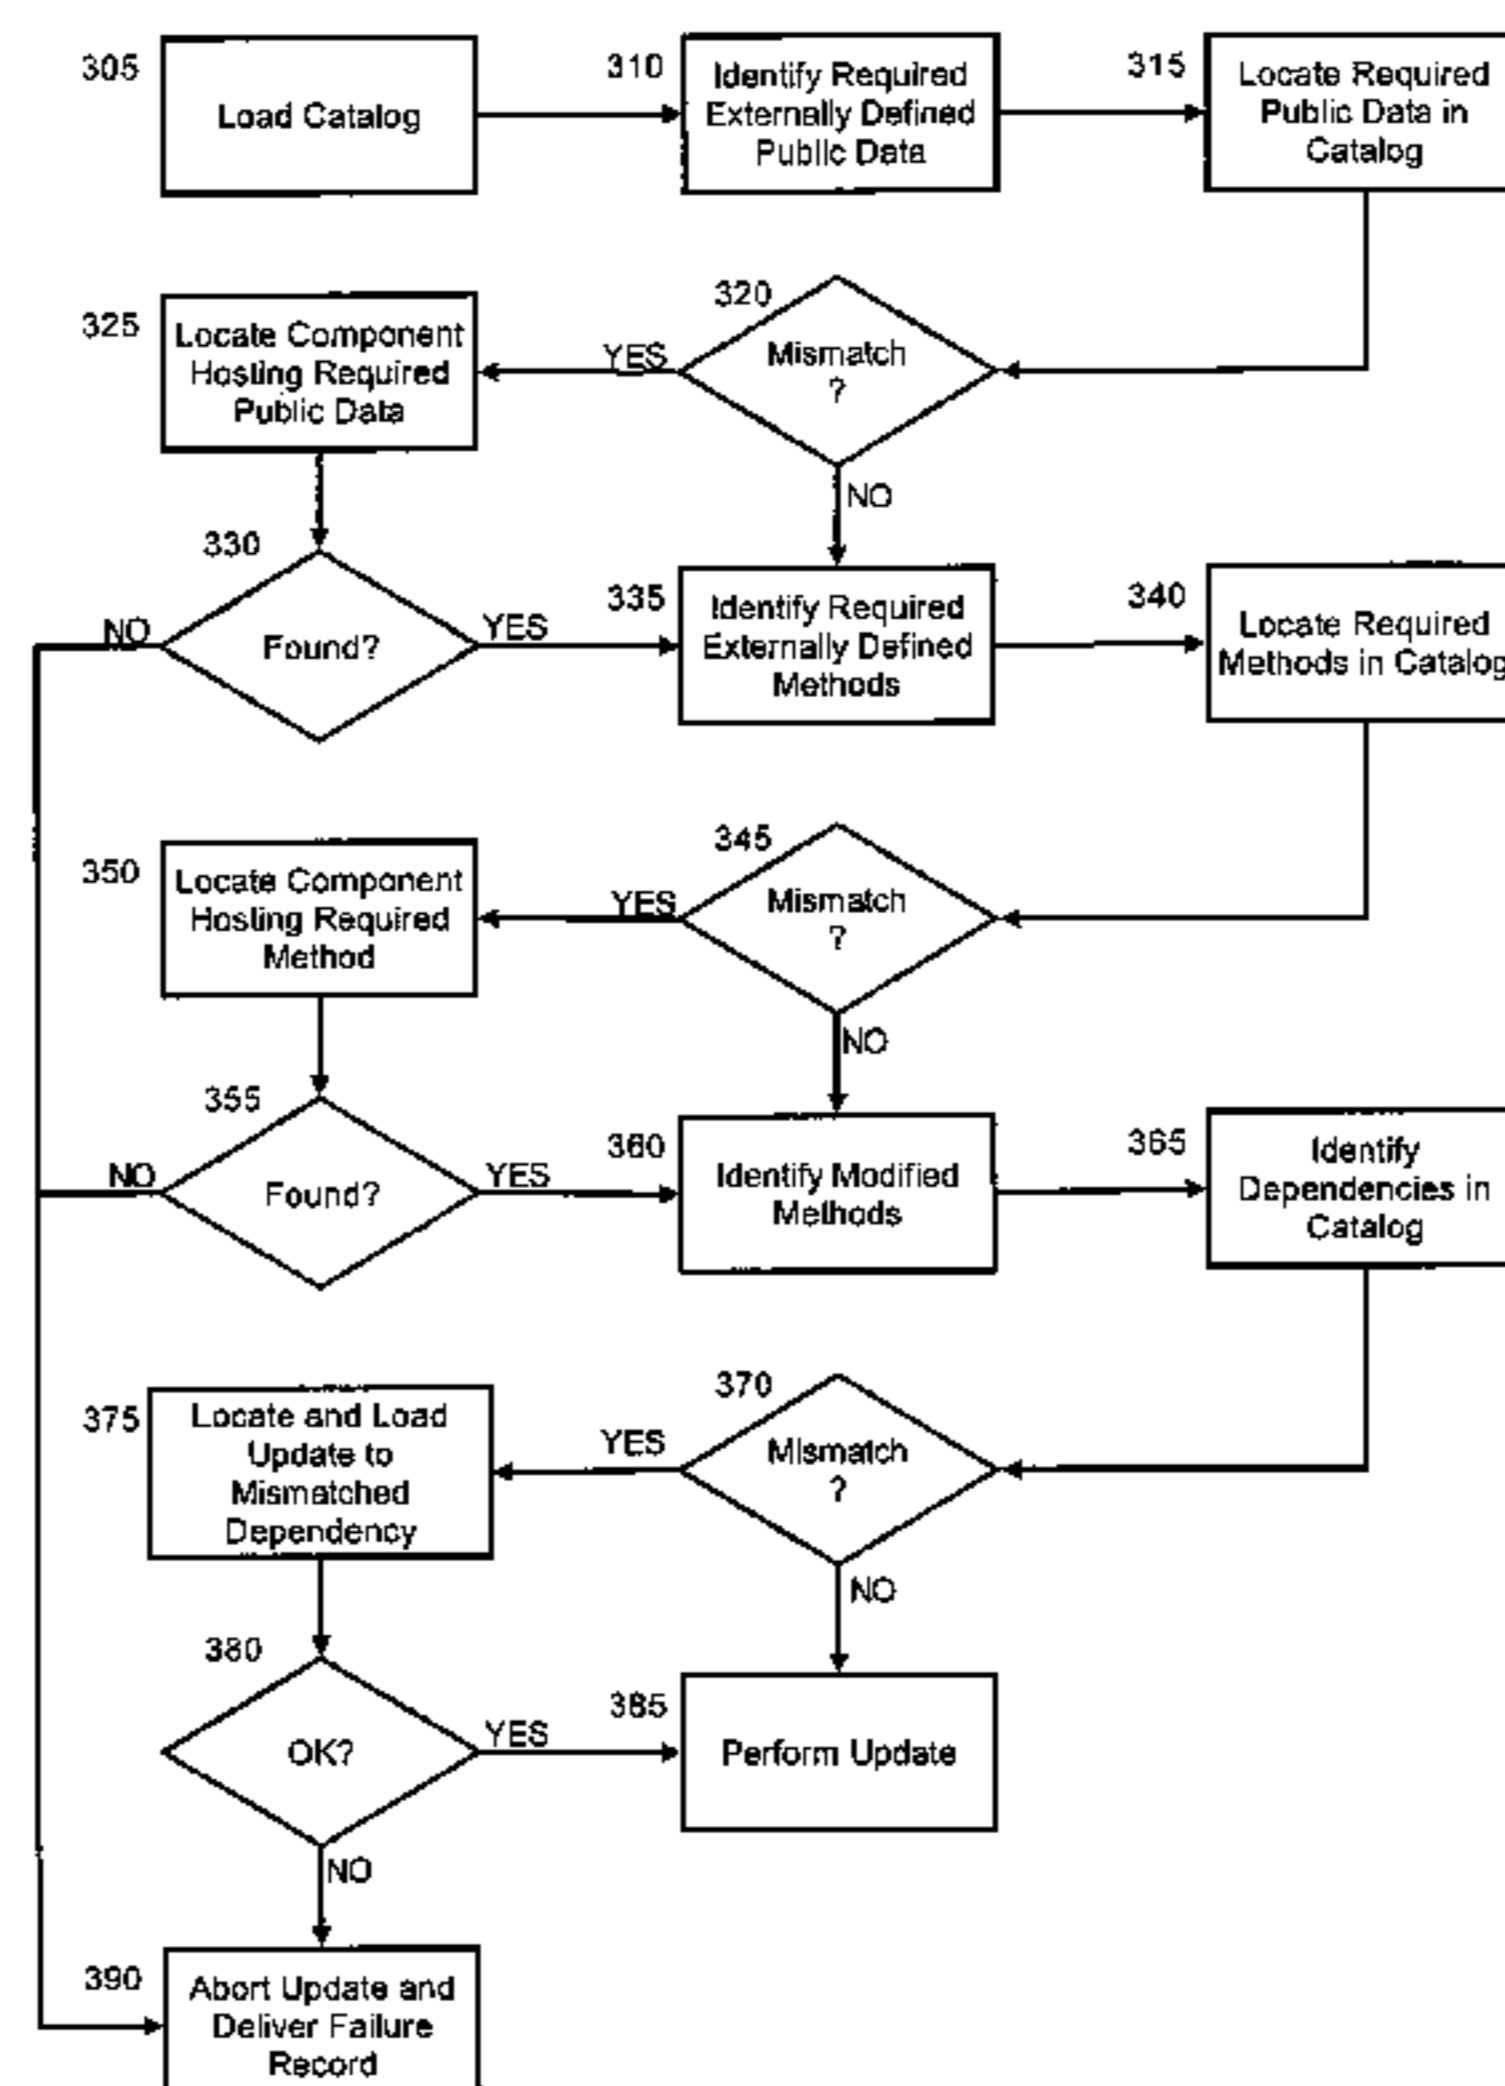 305
Load Catalog
310
Identify Required
Externally Defined
Public Data
315
Locate Required
Public Data in
Catalog
325
Locate Component
Hosting Required
Public Data
YES
320
Mismatch
?
NO
330
NO
Found?
YES
335
Identify Required
Externally Defined
Methods
340
Locate Required
Methods in Catalog
350
Locate Component
Hosting Required
Method
YES
345
Mismatch
?
NO
355
NO
Found?
YES
360
Identify Modified
Methods
365
Identify
Dependencies in
Catalog
375
Locate and Load
Update to
Mismatched
Dependency
YES
370
Mismatch
?
NO
380
OK?
YES
NO
385
Perform Update
390
Abort Update and
Deliver Failure
Record